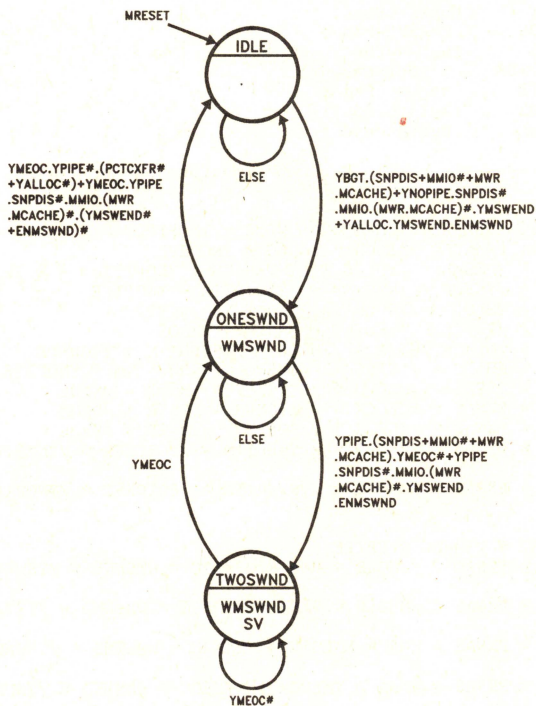 MRESET
IDLE
ELSE
YMEOC.YPIPE#.(PCTCXFR#
+YALLOC#)+YMEOC.YPIPE
.SNPDIS#.MMIO.(MWR
.MCACHE)#.(YMSWEND#
+ENMSWND)#
YBGT.(SNPDIS+MMIO#+MWR
.MCACHE)+YNOPIPE.SNPDIS#
.MMIO.(MWR.MCACHE)#.YMSWEND
+YALLOC.YMSWEND.ENMSWND
ONESWND
WMSWND
ELSE
YMEOC
YPIPE.(SNPDIS+MMIO#+MWR
.MCACHE).YMEOC#+YPIPE
.SNPDIS#.MMIO.(MWR
.MCACHE)#.YMSWEND
.ENMSWND
TWOSWND
WMSWND
SV
YMEOC#